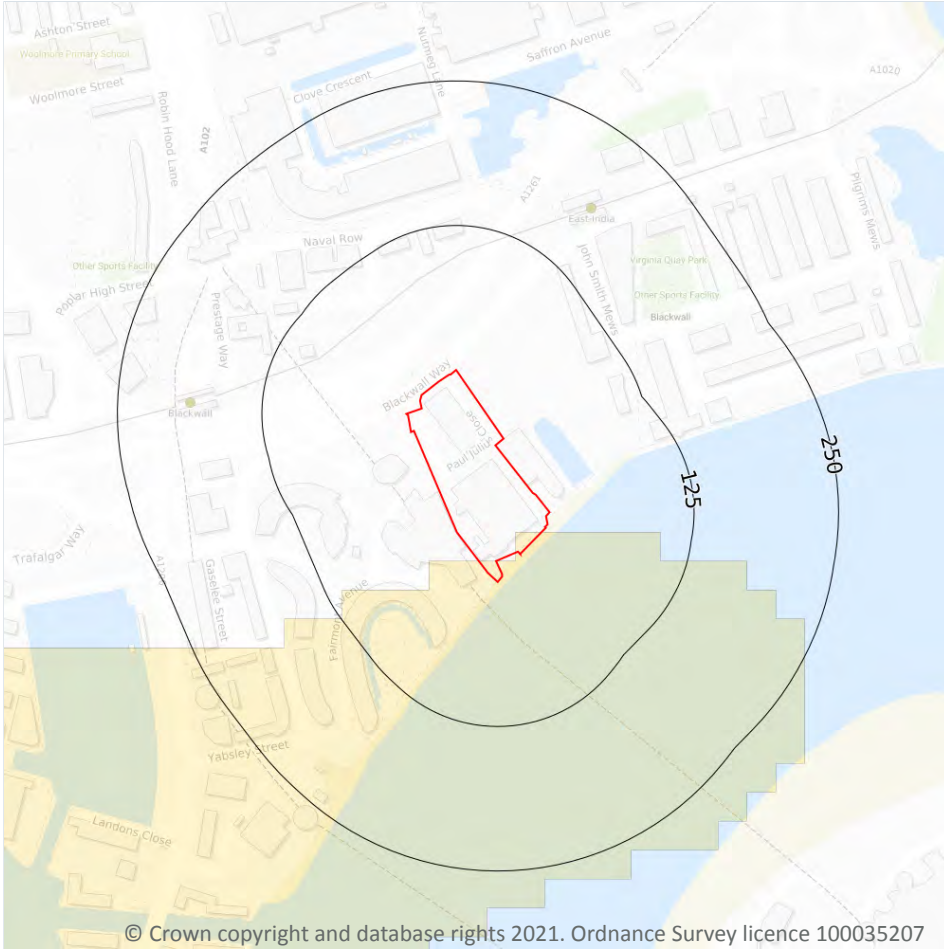 Ashton Street
Woolmore Primary School
Woolmore Street
Robin Hood Lane
A102
Clove Crescent
Nutmeg Lane
Saffron Avenue
A1020
A1261
East-India
Naval Row
Pilgrims Mews
John Smith Mews
Virginia Quay Park
Other Sports Facility
Poplar High Street
Prestage Way
Other Sports Facility
Blackwall
Blackwall Way
Blackwall
Close
Paul Julius
250
125
Trafalgar Way
Gaselee Street
Fairmont Avenue
Yabsley Street
Landons Close
© Crown copyright and database rights 2021. Ordnance Survey licence 100035207